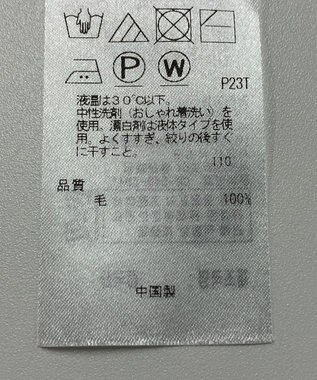 P W
P23T
液温は30℃以下。
中性洗剤(おしゃれ着洗い)を
使用。漂白剤は液体タイプを使
用。よくすすぎ、絞りの後すぐ
に干すこと。
110
品質
毛 100%
中国製